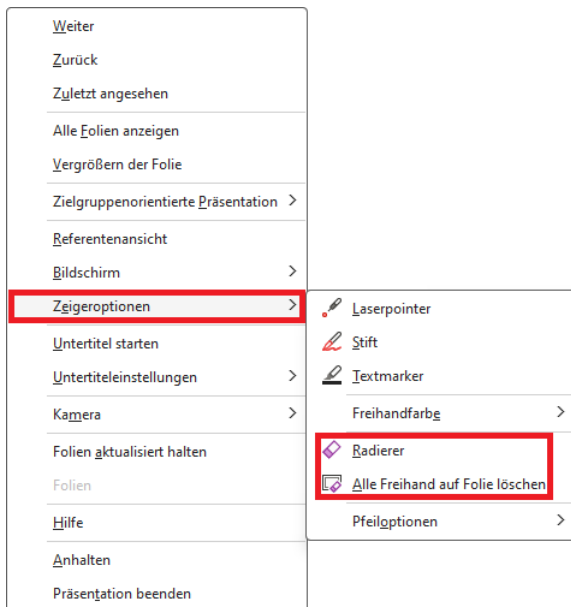 Weiter
Zurück
Zuletzt angesehen
Alle Folien anzeigen
Vergrößern der Folie
Zielgruppenorientierte Präsentation
Referentenansicht
Bildschirm
Zeigeroptionen
Untertitel starten
Untertiteleinstellungen
Kamera
Folien aktualisiert halten
Folien
Hilfe
Anhalten
Präsentation beenden
Laserpointer
Stift
Textmarker
Freihandfarbe
Radierer
Alle Freihand auf Folie löschen
Pfeiloptionen